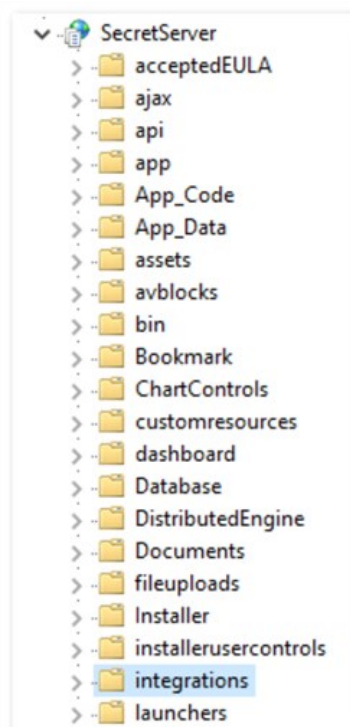 SecretServer
acceptedEULA
ajax
api
app
App_Code
App_Data
assets
avblocks
bin
Bookmark
ChartControls
customresources
dashboard
Database
DistributedEngine
Documents
fileuploads
Installer
installerusercontrols
integrations
launchers